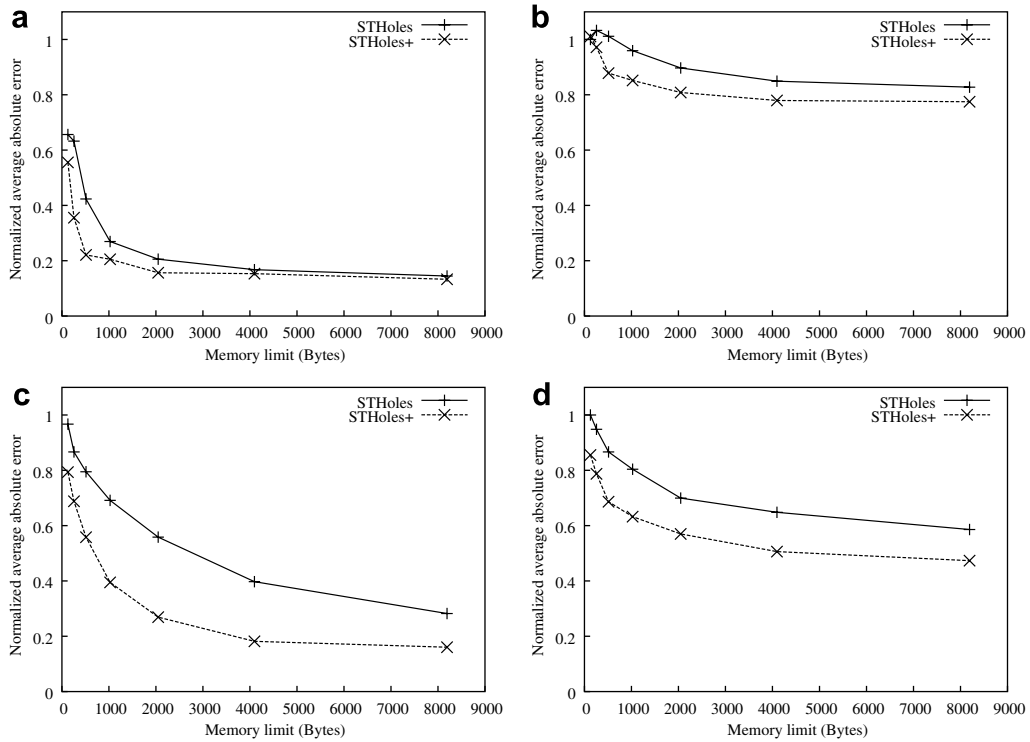 a
STHoles
STHoles+
Normalized average absolute error
1
0.8
0.6
0.4
0.2
0
0 1000 2000 3000 4000 5000 6000 7000 8000 9000
Memory limit (Bytes)
b
STHoles
STHoles+
Normalized average absolute error
1
0.8
0.6
0.4
0.2
0
0 1000 2000 3000 4000 5000 6000 7000 8000 9000
Memory limit (Bytes)
c
STHoles
STHoles+
Normalized average absolute error
1
0.8
0.6
0.4
0.2
0
0 1000 2000 3000 4000 5000 6000 7000 8000 9000
Memory limit (Bytes)
d
STHoles
STHoles+
Normalized average absolute error
1
0.8
0.6
0.4
0.2
0
0 1000 2000 3000 4000 5000 6000 7000 8000 9000
Memory limit (Bytes)